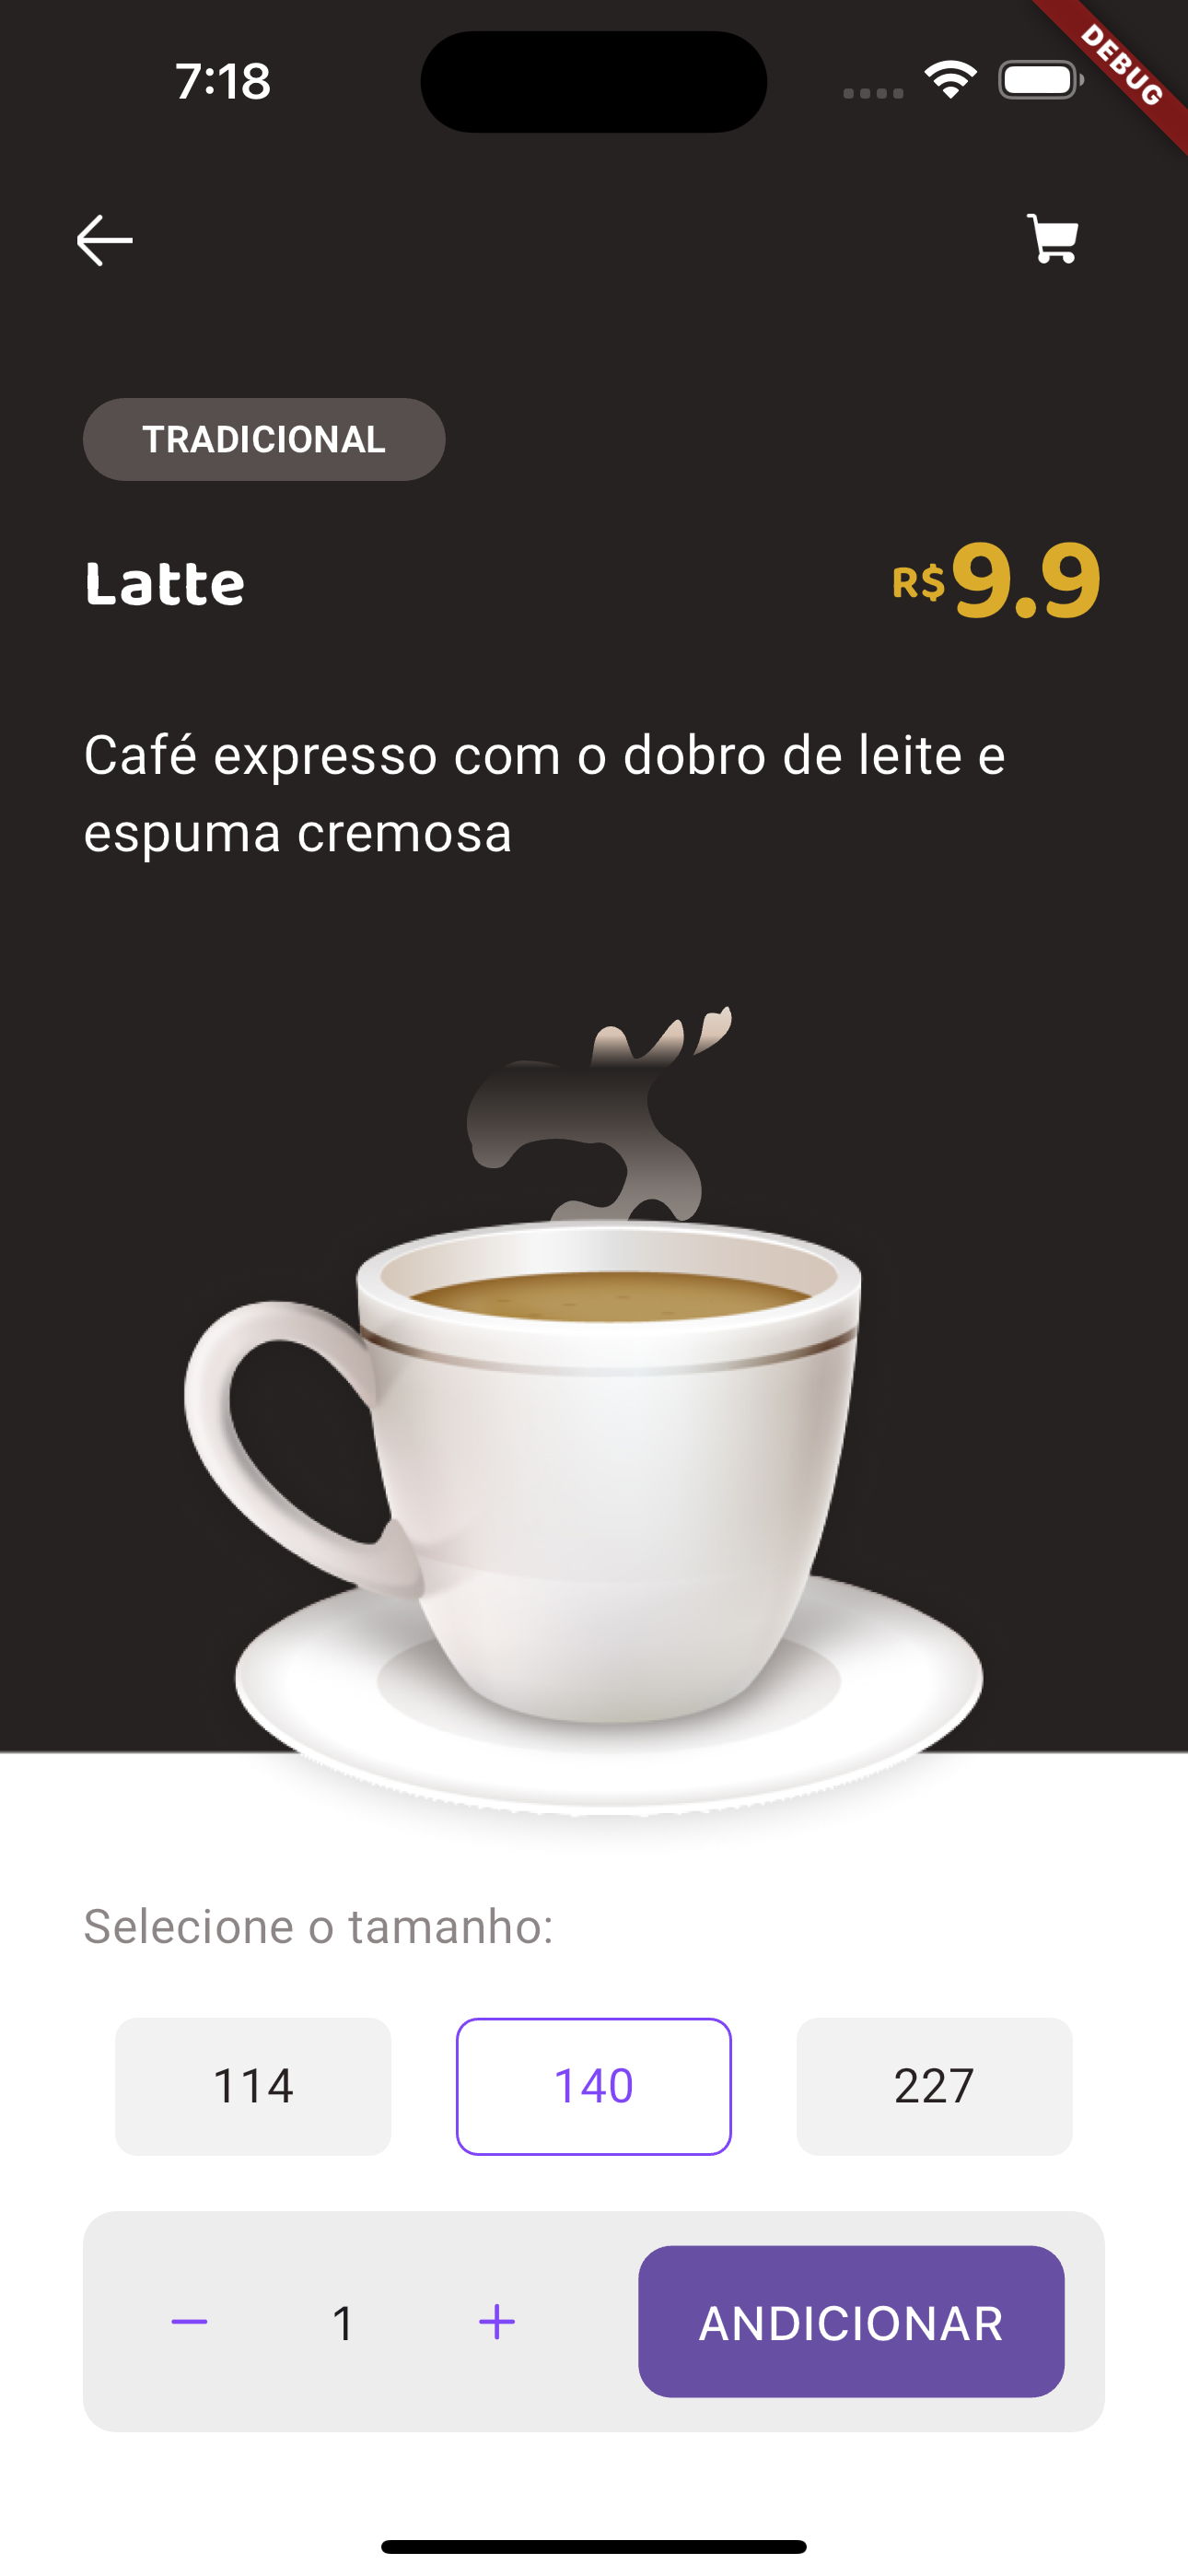 7:18
DEBUG
TRADICIONAL
Latte
R$9.9
Café expresso com o dobro de leite e
espuma cremosa
Selecione o tamanho:
114
140
227
1
ANDICIONAR